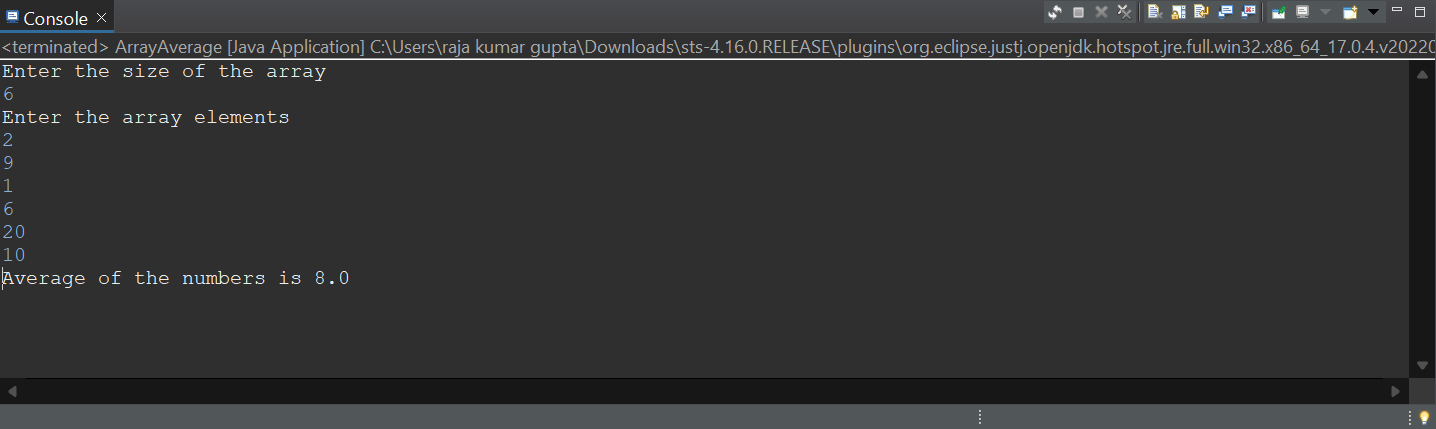 Console
<terminated> ArrayAverage [Java Application] C:\Users\raja kumar gupta\Downloads\sts-4.16.0.RELEASE\plugins\org.eclipse.justj.openjdk.hotspot.jre.full.win32.x86_64_17.0.4.v20220
Enter the size of the array
6
Enter the array elements
2
9
1
6
20
10
Average of the numbers is 8.0